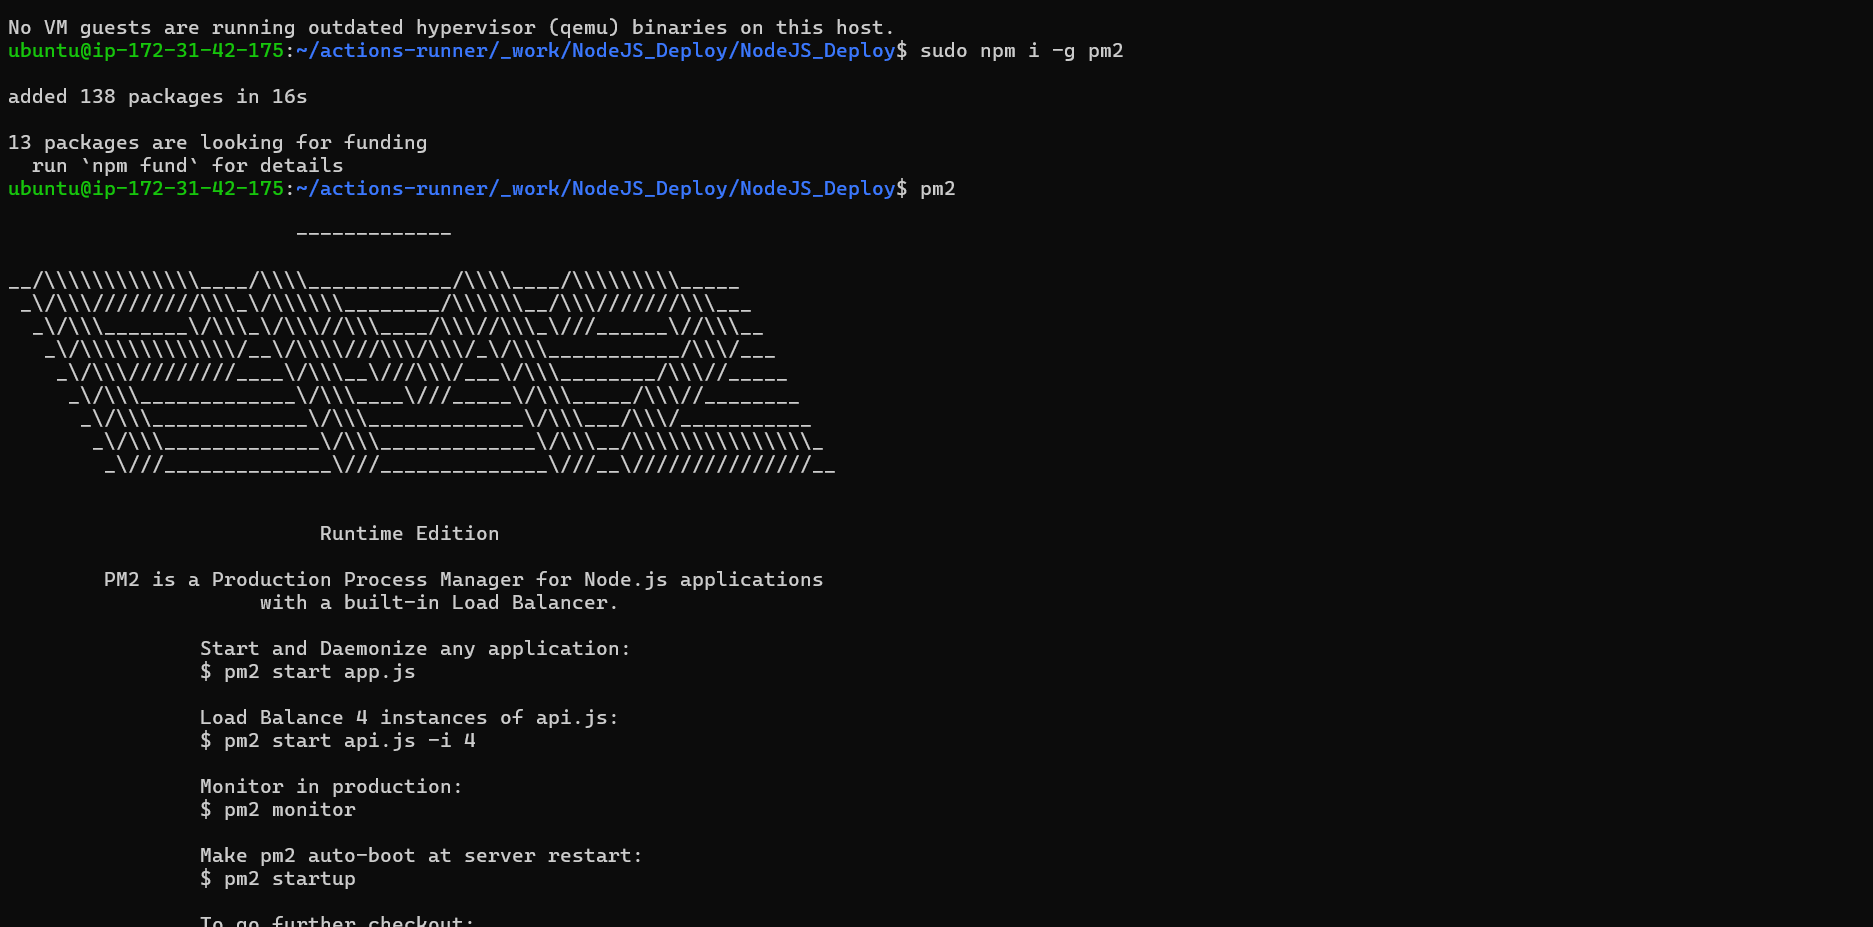 No VM guests are running outdated hypervisor (qemu) binaries on this host.
ubuntu@ip-172-31-42-175:~/actions-runner/_work/NodeJS_Deploy/NodeJS_Deploy$ sudo npm i -g pm2
added 138 packages in 16s
13 packages are looking for funding
  run `npm fund` for details
ubuntu@ip-172-31-42-175:~/actions-runner/_work/NodeJS_Deploy/NodeJS_Deploy$ pm2
                        -------------
__/\\\\\\\\\\\\\____/\\\\____________/\\\\____/\\\\\\\\\_____
 _\/\\\/////////\\\_\/\\\\\\________/\\\\\\__/\\\///////\\\___
  _\/\\\_______\/\\\_\/\\\//\\\____/\\\//\\\_\///______\//\\\__
   _\/\\\\\\\\\\\\\/__\/\\\\///\\\/\\\/_\/\\\___________/\\\/___
    _\/\\\/////////____\/\\\__\///\\\/___\/\\\________/\\\//_____
     _\/\\\_____________\/\\\____\///_____\/\\\_____/\\\//________
      _\/\\\_____________\/\\\_____________\/\\\___/\\\/___________
       _\/\\\_____________\/\\\_____________\/\\\__/\\\\\\\\\\\\\\\_
        _\///______________\///______________\///__\///////////////__
                          Runtime Edition
        PM2 is a Production Process Manager for Node.js applications
                     with a built-in Load Balancer.
                Start and Daemonize any application:
                $ pm2 start app.js
                Load Balance 4 instances of api.js:
                $ pm2 start api.js -i 4
                Monitor in production:
                $ pm2 monitor
                Make pm2 auto-boot at server restart:
                $ pm2 startup
                To go further checkout: